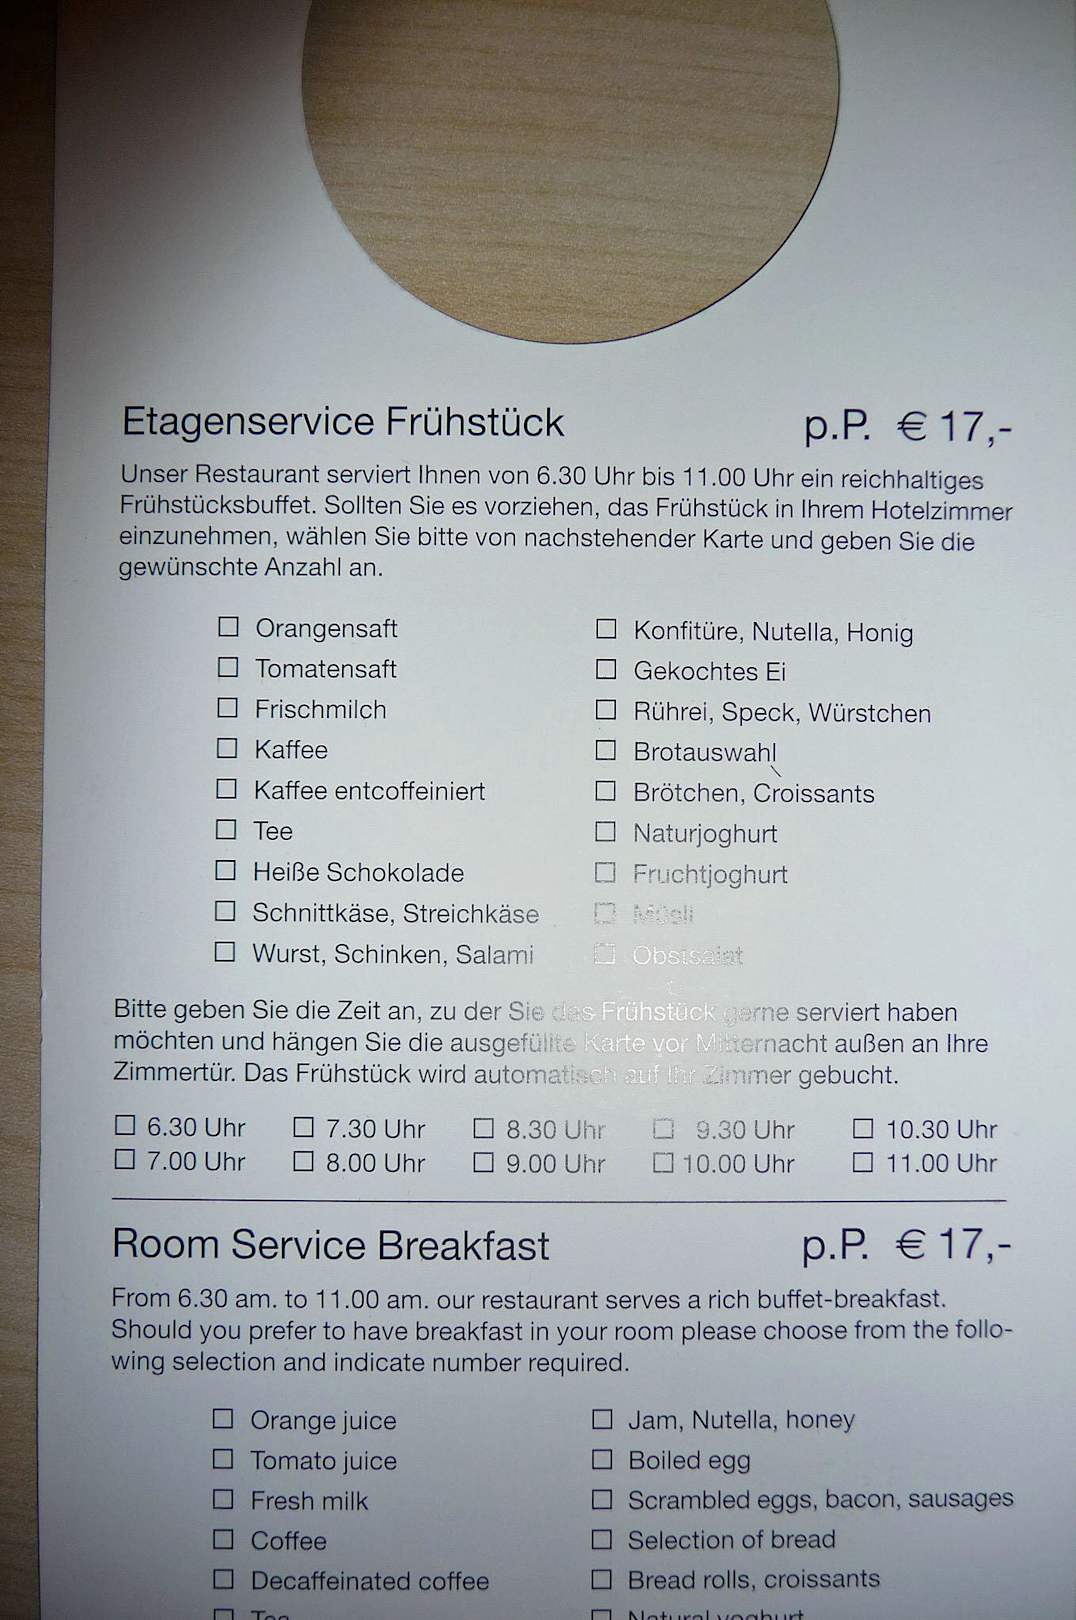 Etagenservice Frühstück p.P. € 17,-
Unser Restaurant serviert Ihnen von 6.30 Uhr bis 11.00 Uhr ein reichhaltiges
Frühstücksbuffet. Sollten Sie es vorziehen, das Frühstück in Ihrem Hotelzimmer
einzunehmen, wählen Sie bitte von nachstehender Karte und geben Sie die
gewünschte Anzahl an.
Orangensaft
Tomatensaft
Frischmilch
Kaffee
Kaffee entcoffeiniert
Tee
Heiße Schokolade
Schnittkäse, Streichkäse
Wurst, Schinken, Salami
Konfitüre, Nutella, Honig
Gekochtes Ei
Rührei, Speck, Würstchen
Brotauswahl
Brötchen, Croissants
Naturjoghurt
Fruchtjoghurt
Müsli
Obstsalat
Bitte geben Sie die Zeit an, zu der Sie das Frühstück gerne serviert haben
möchten und hängen Sie die ausgefüllte Karte vor Mitternacht außen an Ihre
Zimmertür. Das Frühstück wird automatisch auf Ihr Zimmer gebucht.
6.30 Uhr 7.30 Uhr 8.30 Uhr 9.30 Uhr 10.30 Uhr
7.00 Uhr 8.00 Uhr 9.00 Uhr 10.00 Uhr 11.00 Uhr
Room Service Breakfast p.P. € 17,-
From 6.30 am. to 11.00 am. our restaurant serves a rich buffet-breakfast.
Should you prefer to have breakfast in your room please choose from the follo-
wing selection and indicate number required.
Orange juice
Tomato juice
Fresh milk
Coffee
Decaffeinated coffee
Tea
Jam, Nutella, honey
Boiled egg
Scrambled eggs, bacon, sausages
Selection of bread
Bread rolls, croissants
Natural yoghurt